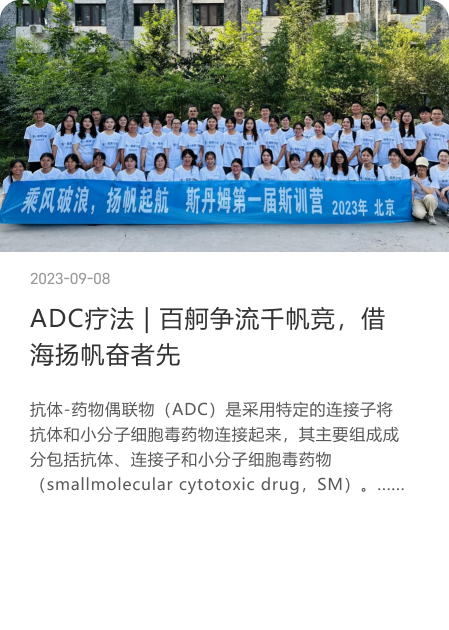 乘风破浪，扬帆起航 斯丹姆第一届斯训营 2023年 北京
2023-09-08
ADC疗法 | 百舸争流千帆竞，借
海扬帆奋者先
抗体-药物偶联物（ADC）是采用特定的连接子将
抗体和小分子细胞毒药物连接起来，其主要组成成
分包括抗体、连接子和小分子细胞毒药物
（smallmolecular cytotoxic drug，SM）。......